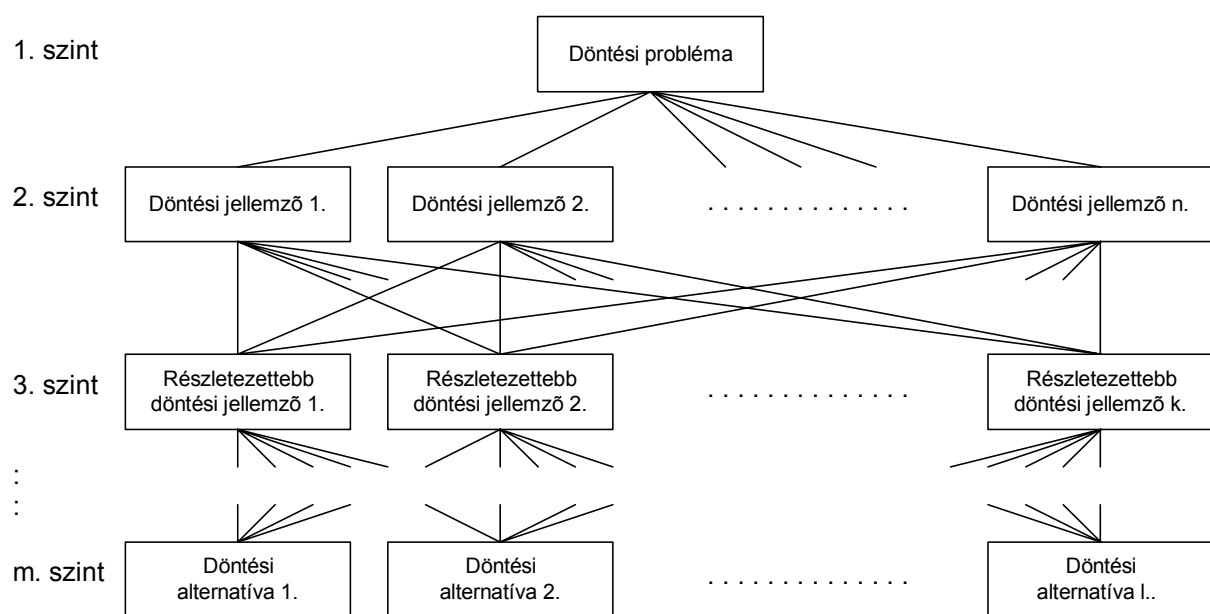 1. szint
Döntési probléma
2. szint
Döntési jellemzõ 1.
Döntési jellemzõ 2.
. . . . . . . . . . . . . .
Döntési jellemzõ n.
3. szint
Részletezettebb
döntési jellemzõ 1.
Részletezettebb
döntési jellemzõ 2.
. . . . . . . . . . . . . .
Részletezettebb
döntési jellemzõ k.
:
:
m. szint
Döntési
alternatíva 1.
Döntési
alternatíva 2.
. . . . . . . . . . . . . .
Döntési
alternatíva l..